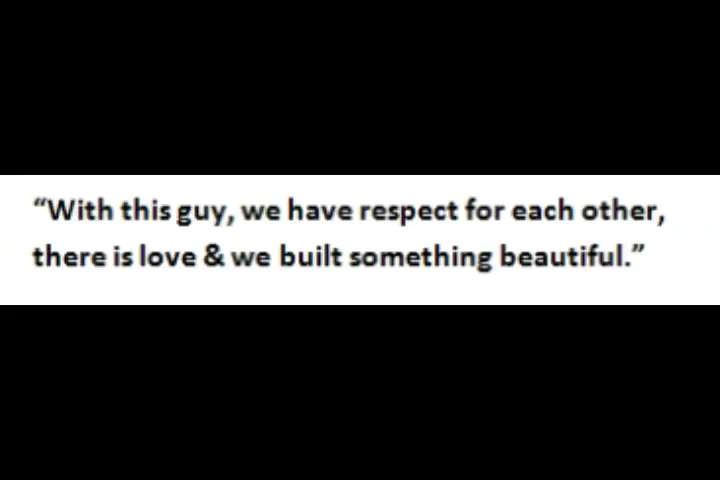 “With this guy, we have respect for each other,
there is love & we built something beautiful.”